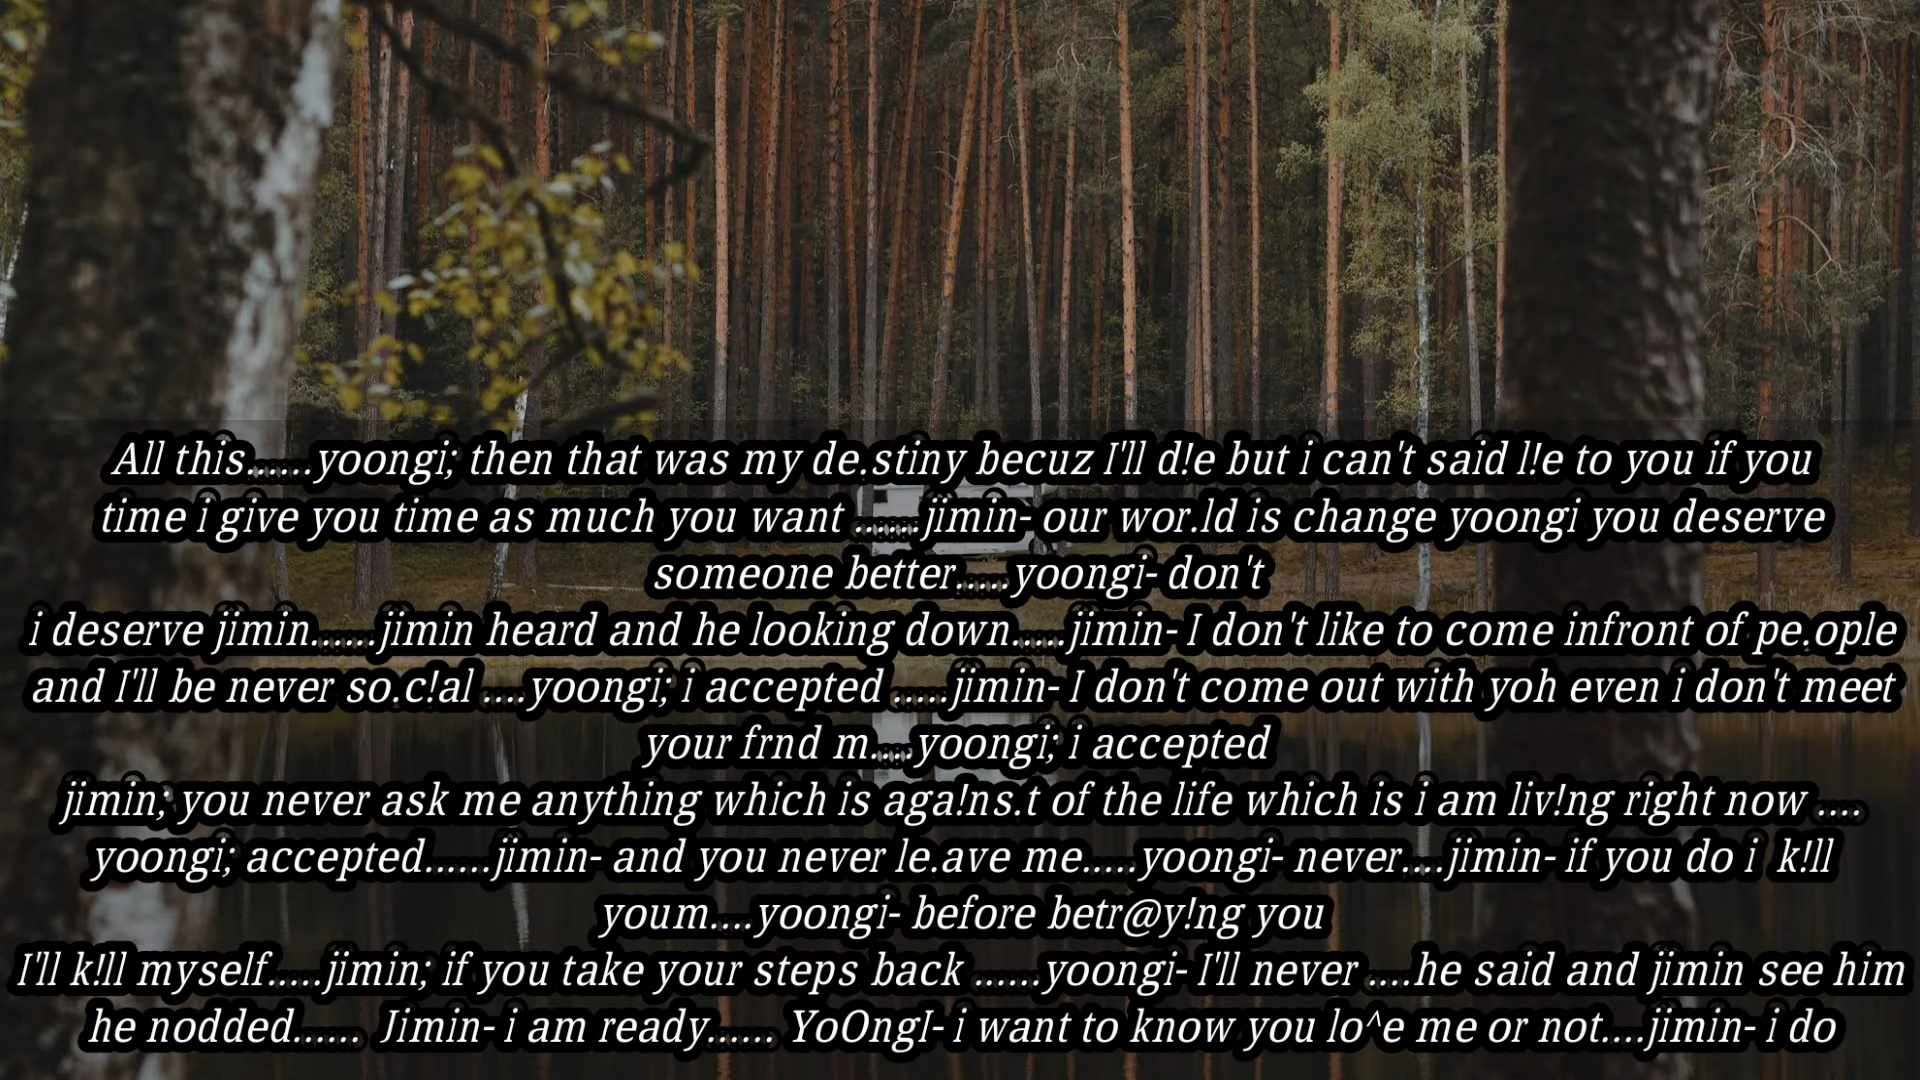 All this.......yoongi; then that was my de.stiny becuz I'll d!e but i can't said l!e to you if you
time i give you time as much you want .......jimin- our wor.ld is change yoongi you deserve
someone better......yoongi- don't
i deserve jimin.......jimin heard and he looking down......jimin- I don't like to come infront of pe.ople
and I'll be never so.c!al .....yoongi; i accepted ......jimin- I don't come out with yoh even i don't meet
your frnd m....yoongi; i accepted
jimin; you never ask me anything which is aga!ns.t of the life which is i am liv!ng right now ....
yoongi; accepted.......jimin- and you never le.ave me......yoongi- never.....jimin- if you do i  k!ll
youm.....yoongi- before betr@y!ng you
I'll k!ll myself......jimin; if you take your steps back .......yoongi- I'll never ....he said and jimin see him
he nodded.......  Jimin- i am ready.......  YoOngI- i want to know you lo^e me or not....jimin- i do